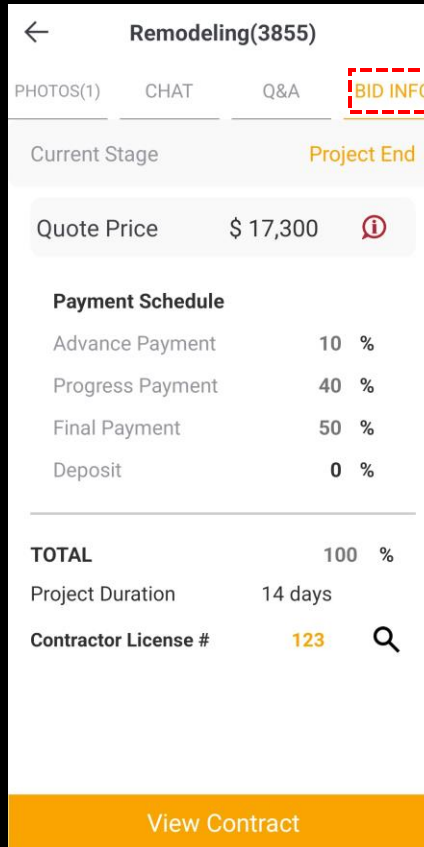 Remodeling(3855)
PHOTOS(1) CHAT Q&A BID INFO
Current Stage Project End
Quote Price $ 17,300
Payment Schedule
Advance Payment 10 %
Progress Payment 40 %
Final Payment 50 %
Deposit 0 %
TOTAL 100 %
Project Duration 14 days
Contractor License # 123
View Contract